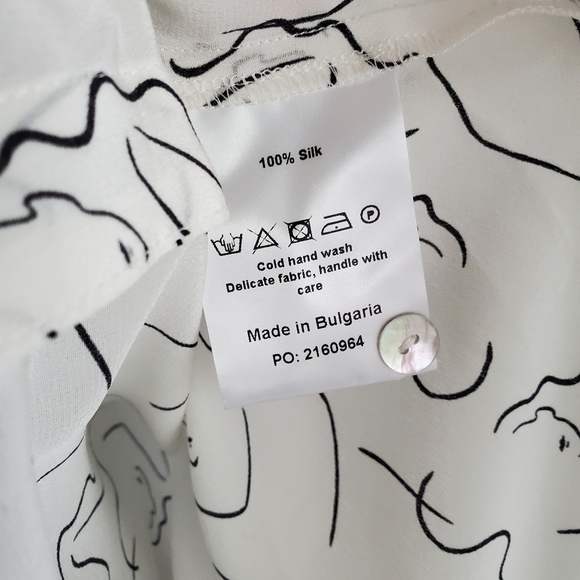 100% Silk
P
Cold hand wash
Delicate fabric, handle with
care
Made in Bulgaria
PO: 2160964